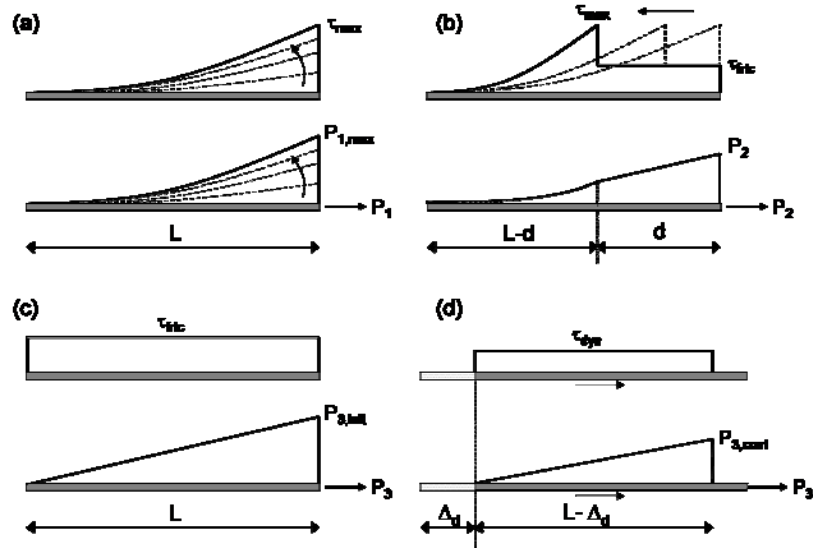 (a)
τmax
P1,max
P1
L
(b)
τmax
τfric
P2
P2
L-d
d
(c)
τfric
P3,init
P3
L
(d)
τdyn
P3,cont
P3
Δd
L- Δd